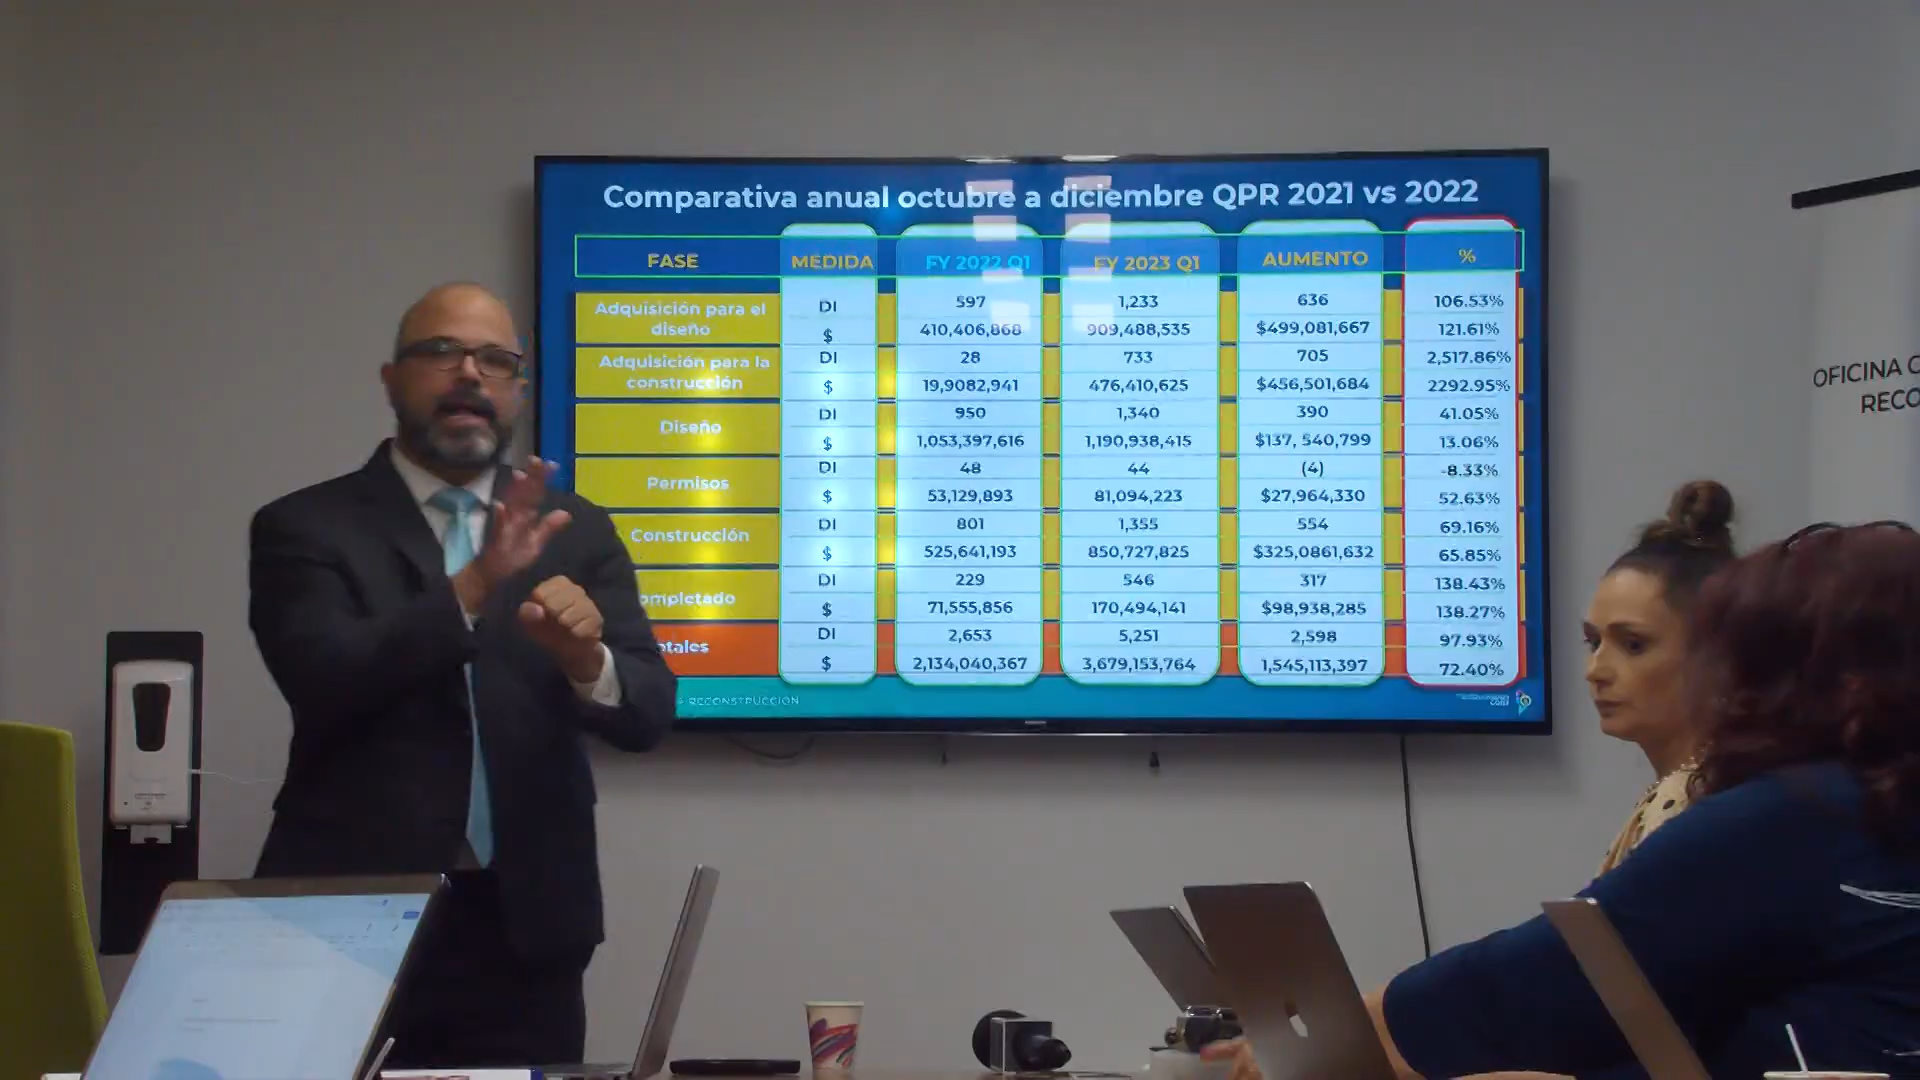 Comparativa anual octubre a diciembre QPR 2021 vs 2022
FASE MEDIDA FY 2022 Q1 FY 2023 Q1 AUMENTO %
Adquisición para el
diseño
DI 597 1,233 636 106.53%
$ 410,406,868 909,488,535 $499,081,667 121.61%
Adquisición para la
construcción
DI 28 733 705 2,517.86%
$ 19,9082,941 476,410,625 $456,501,684 2292.95%
Diseño
DI 950 1,340 390 41.05%
$ 1,053,397,616 1,190,938,415 $137, 540,799 13.06%
Permisos
DI 48 44 (4) -8.33%
$ 53,129,893 81,094,223 $27,964,330 52.63%
Construcción
DI 801 1,355 554 69.16%
$ 525,641,193 850,727,825 $325,0861,632 65.85%
ompletado
DI 229 546 317 138.43%
$ 71,555,856 170,494,141 $98,938,285 138.27%
otales
DI 2,653 5,251 2,598 97.93%
$ 2,134,040,367 3,679,153,764 1,545,113,397 72.40%
RECONSTRUCCIÓN
OFICINA C
RECO